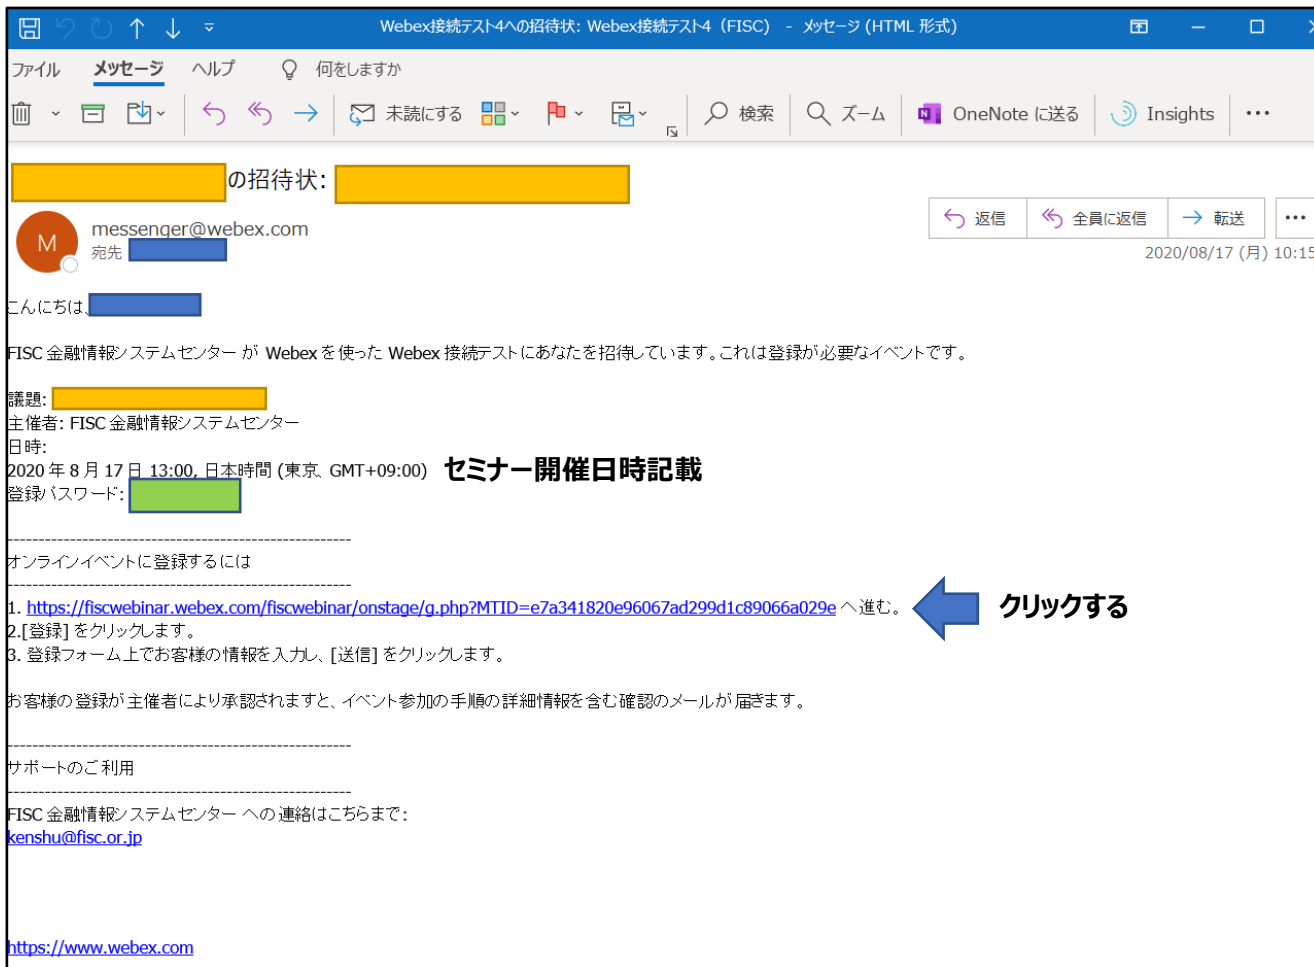 Webex接続テスト4への招待状: Webex接続テスト4（FISC） - メッセージ (HTML 形式)
ファイル メッセージ ヘルプ 何をしますか
未読にする 検索 ズーム OneNote に送る Insights
の招待状:
M messenger@webex.com
宛先
返信 全員に返信 転送
2020/08/17 (月) 10:15
こんにちは、
FISC 金融情報システムセンター が Webex を使った Webex 接続テストにあなたを招待しています。これは登録が必要なイベントです。
議題:
主催者: FISC 金融情報システムセンター
日時:
2020 年 8 月 17 日 13:00, 日本時間 (東京、GMT+09:00) セミナー開催日時記載
登録パスワード:
-----------------------------------------------------
オンラインイベントに登録するには
-----------------------------------------------------
1. https://fiscwebinar.webex.com/fiscwebinar/onstage/g.php?MTID=e7a341820e96067ad299d1c89066a029e へ進む。 クリックする
2.[登録] をクリックします。
3. 登録フォーム上でお客様の情報を入力し、[送信] をクリックします。
お客様の登録が主催者により承認されますと、イベント参加の手順の詳細情報を含む確認のメールが届きます。
-----------------------------------------------------
サポートのご利用
-----------------------------------------------------
FISC 金融情報システムセンター への連絡はこちらまで:
kenshu@fisc.or.jp
https://www.webex.com